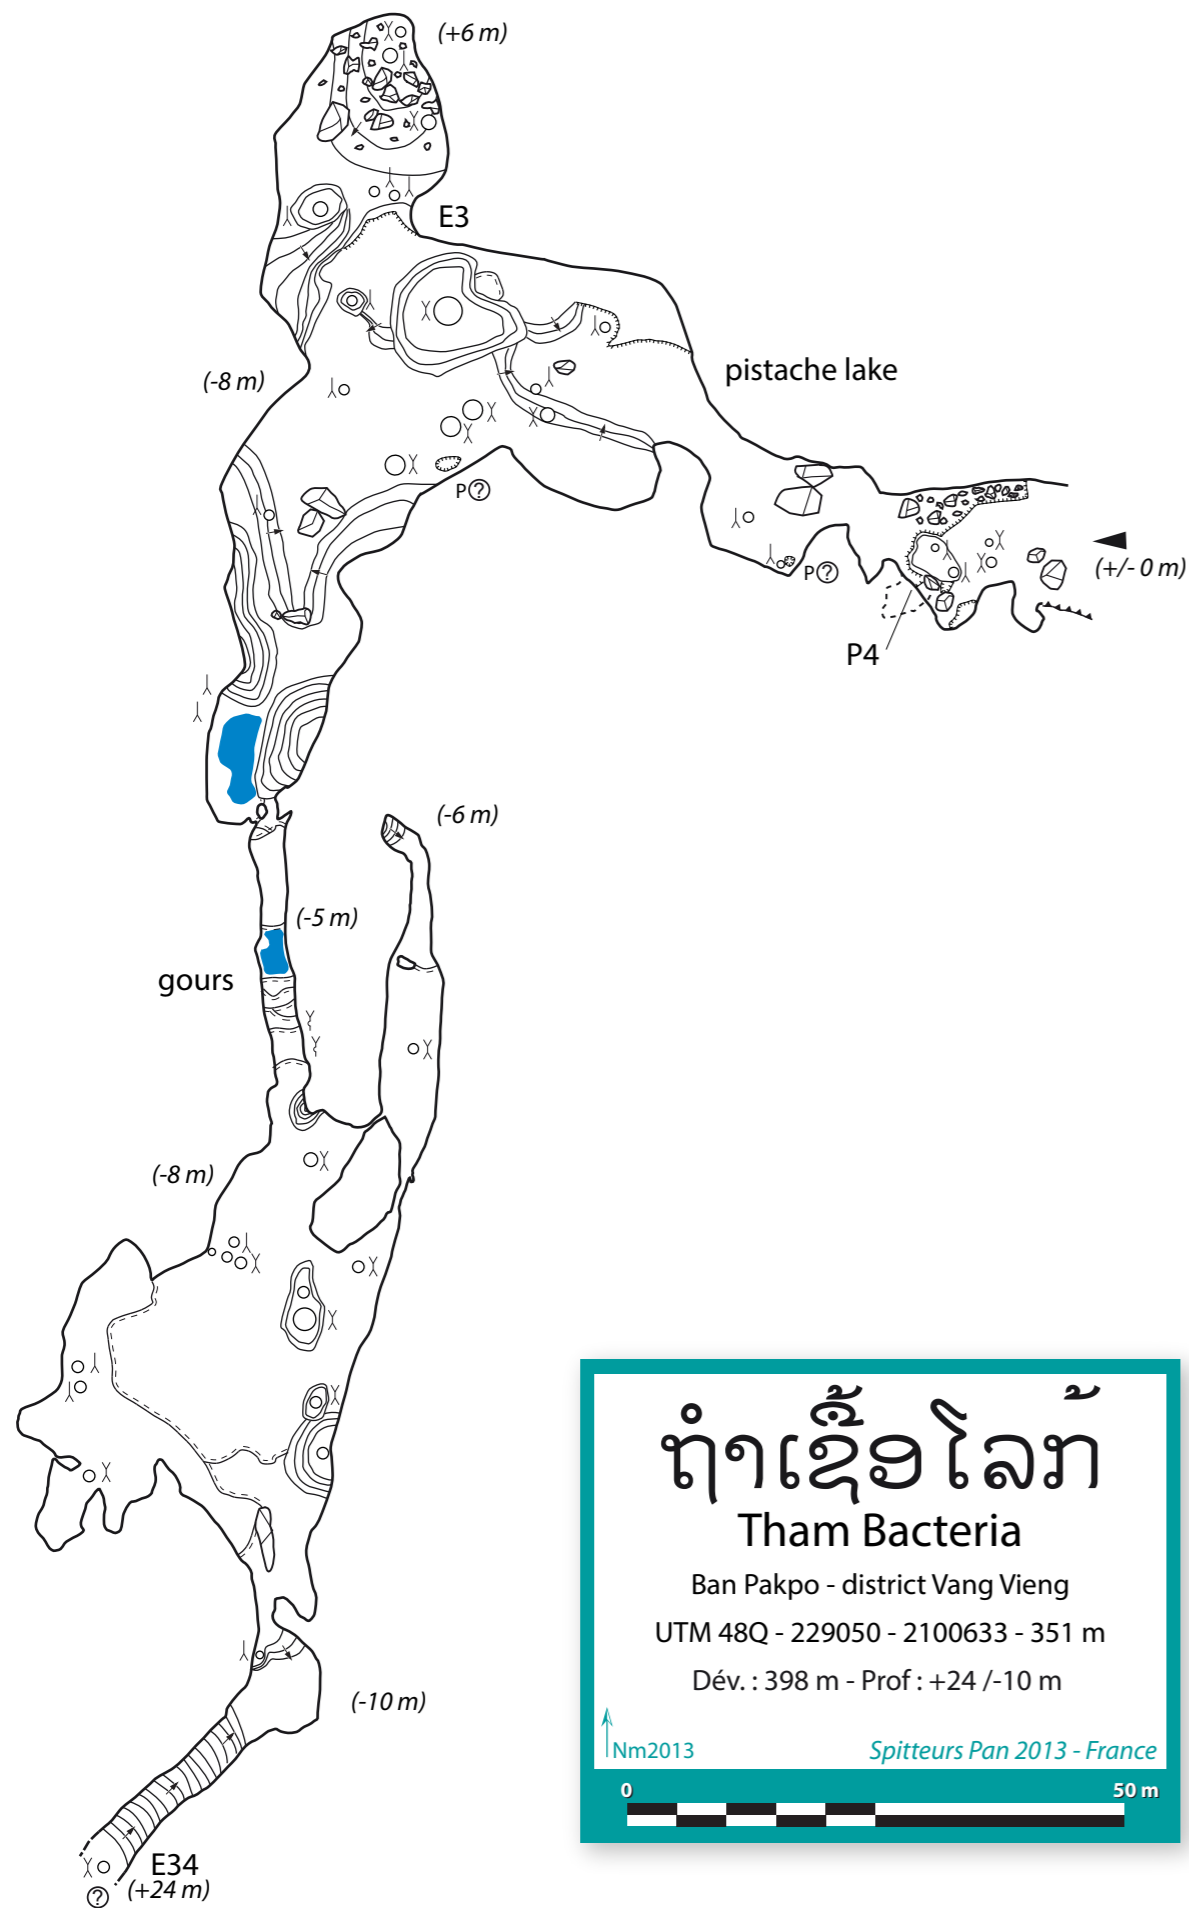 (+6 m)
E3
(-8 m)
pistache lake
P?
P?
(+/- 0 m)
P4
(-6 m)
(-5 m)
gours
(-8 m)
(-10 m)
E34
(+24 m)
?
ຖ້ຳເຊື້ອໂລກ້
Tham Bacteria
Ban Pakpo - district Vang Vieng
UTM 48Q - 229050 - 2100633 - 351 m
Dév. : 398 m - Prof : +24 /-10 m
Nm2013
Spitteurs Pan 2013 - France
0 50 m